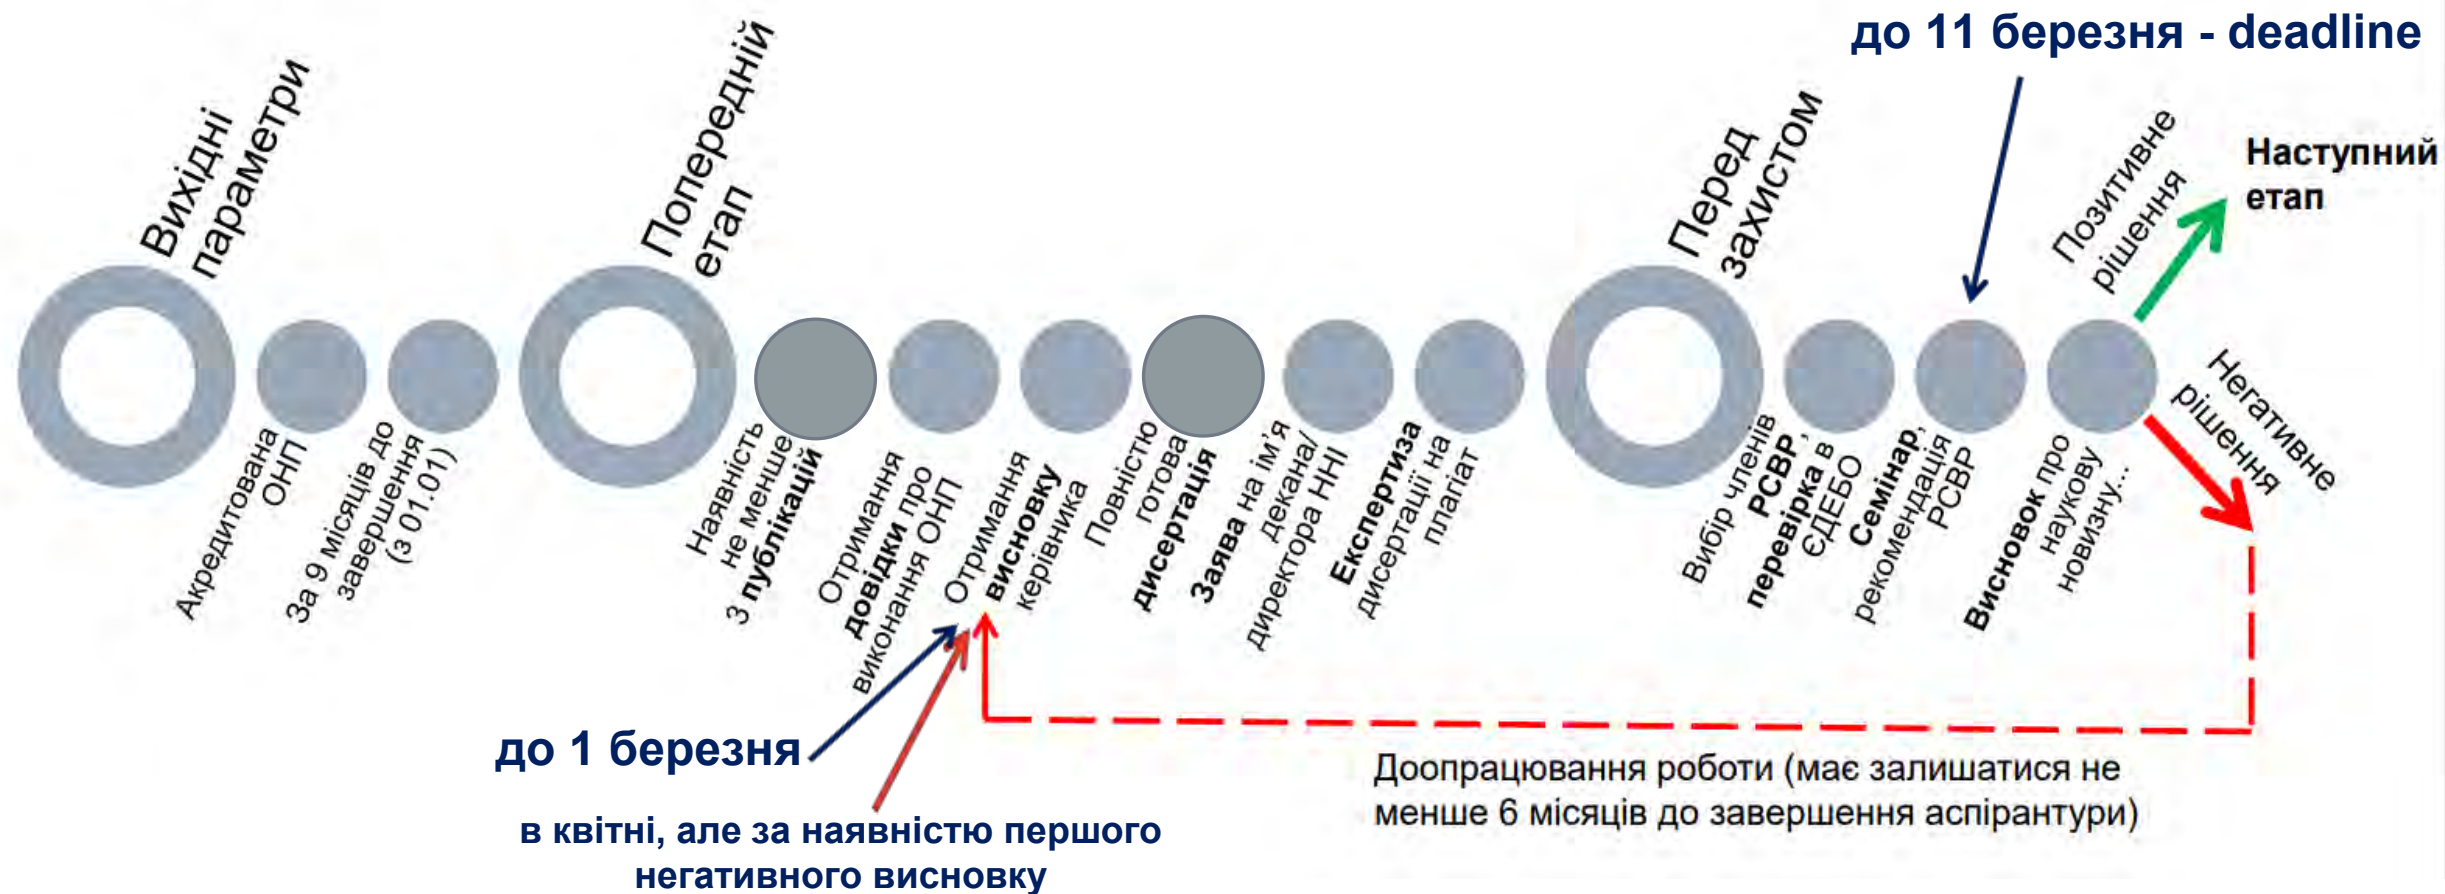 до 11 березня - deadline
Вихідні
параметри
Попередній
етап
Перед
захистом
Позитивне
рішення
Наступний
етап
Негативне
рішення
Акредитована
ОНП
За 9 місяців до
завершення
(з 01.01)
Наявність
не менше
3 публікацій
Отримання
довідки про
виконання ОНП
Отримання
висновку
керівника
Повністю
готова
дисертація
Заява на ім’я
декана/
директора ННІ
Експертиза
дисертації на
плагіат
Вибір членів
РСВР,
перевірка в
ЄДЕБО
Семінар,
рекомендація
РСВР
Висновок про
наукову
новизну...
до 1 березня
в квітні, але за наявністю першого
негативного висновку
Доопрацювання роботи (має залишатися не
менше 6 місяців до завершення аспірантури)